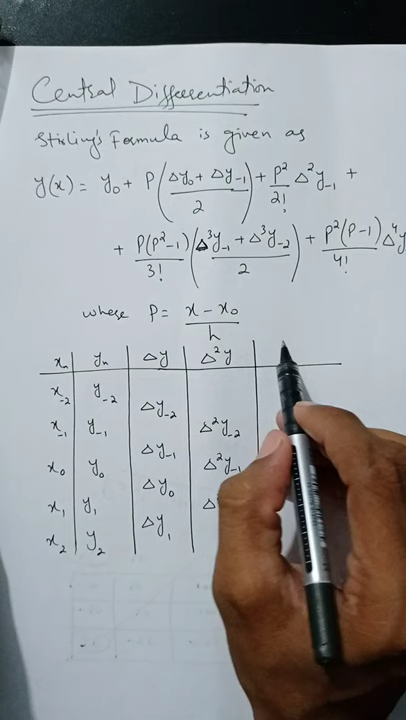 Central Differentiation
Stirling's Formula is given as
y(x) = y₀ + P (Δy₀ + Δy₋₁ / 2) + P²/2! Δ²y₋₁ +
+ P(P²-1)/3! (Δ³y₋₁ + Δ³y₋₂ / 2) + P²(P-1)/4! Δ⁴y
where P = x - x₀ / h
xₙ yₙ Δy Δ²y
x₋₂ y₋₂
Δy₋₂
x₋₁ y₋₁ Δ²y₋₂
Δy₋₁
x₀ y₀ Δ²y₋₁
Δy₀
x₁ y₁
Δy₁
x₂ y₂